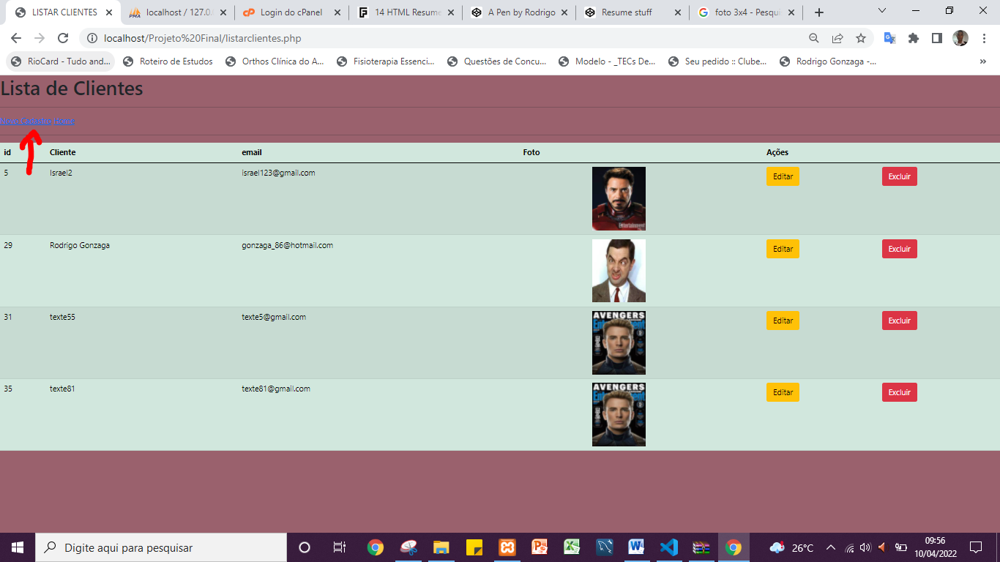 LISTAR CLIENTES
localhost / 127.0.
Login do cPanel
14 HTML Resume
A Pen by Rodrigo
Resume stuff
foto 3x4 - Pesqui
localhost/Projeto%20Final/listarclientes.php
RioCard - Tudo and...
Roteiro de Estudos
Orthos Clínica do A...
Fisioterapia Essenci...
Questões de Concu...
Modelo - _TECs De...
Seu pedido :: Clube...
Rodrigo Gonzaga -...
»
Lista de Clientes
Novo Cadastro Home
id Cliente email Foto Ações
5 Israel2 israel123@gmail.com Editar Excluir
29 Rodrigo Gonzaga gonzaga_86@hotmail.com Editar Excluir
31 texte55 texte5@gmail.com Editar Excluir
AVENGERS
35 texte81 texte81@gmail.com Editar Excluir
AVENGERS
Digite aqui para pesquisar
26°C
09:56
10/04/2022